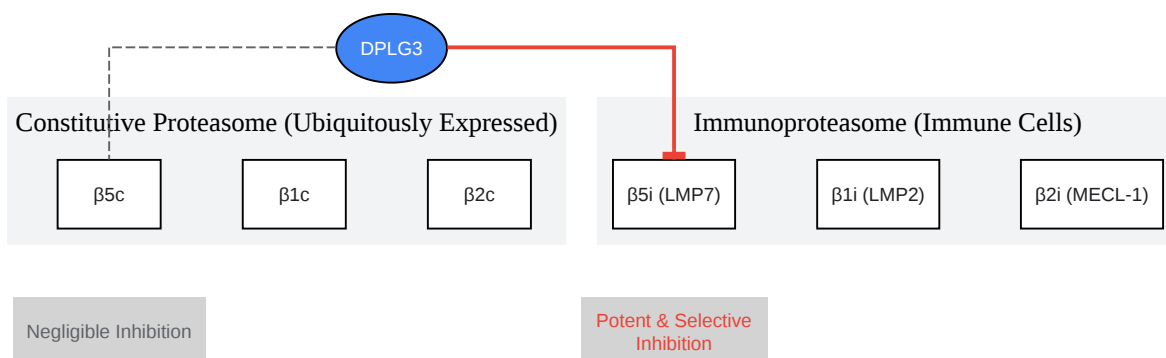 DPLG3
Constitutive Proteasome (Ubiquitously Expressed)
Immunoproteasome (Immune Cells)
β5c
β1c
β2c
β5i (LMP7)
β1i (LMP2)
β2i (MECL-1)
Negligible Inhibition
Potent & Selective
Inhibition